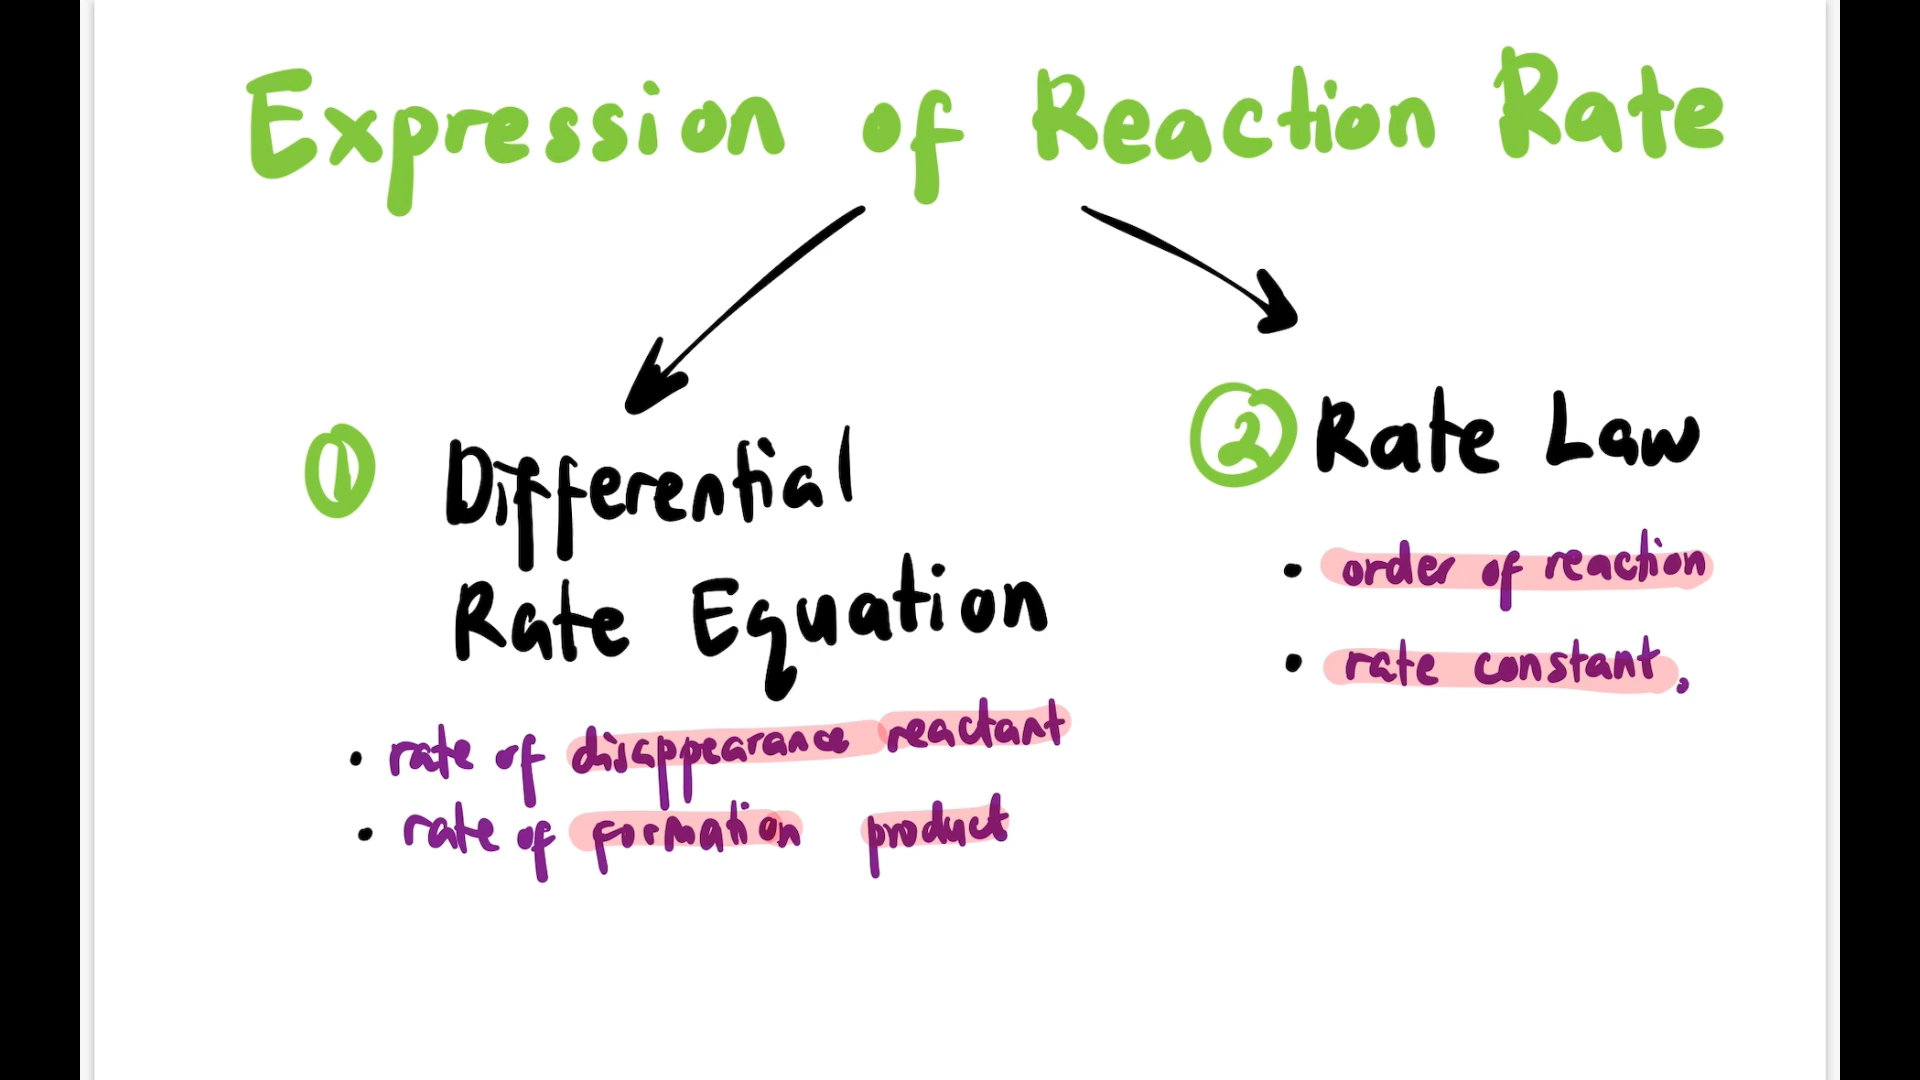 Expression of Reaction Rate
① Differential
Rate Equation
• rate of disappearance reactant
• rate of formation product
② Rate Law
• order of reaction
• rate constant.